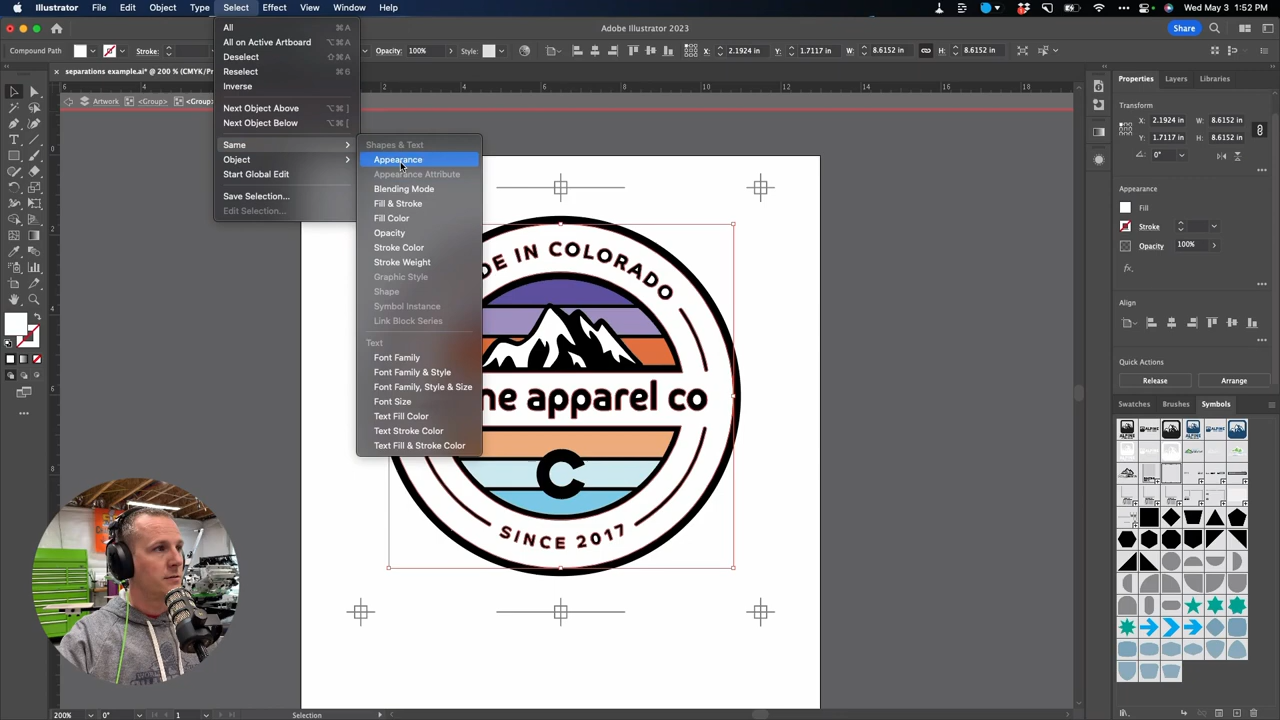 Illustrator File Edit Object Type Select Effect View Window Help
Wed May 3 1:52 PM
Adobe Illustrator 2023
Share
Compound Path
Stroke:
Opacity: 100%
Style:
X: 2.1924 in
Y: 1.7117 in
W: 8.6152 in
H: 8.6152 in
separations example.ai* @ 200 % (CMYK/Pr
Artwork
<Group>
<Group>
All ⌘A
All on Active Artboard ⌥⌘A
Deselect ⇧⌘A
Reselect ⌘6
Inverse
Next Object Above ⌥⌘]
Next Object Below ⌥⌘[
Same
Object
Start Global Edit
Save Selection...
Edit Selection...
Shapes & Text
Appearance
Appearance Attribute
Blending Mode
Fill & Stroke
Fill Color
Opacity
Stroke Color
Stroke Weight
Graphic Style
Shape
Symbol Instance
Link Block Series
Text
Font Family
Font Family & Style
Font Family, Style & Size
Font Size
Text Fill Color
Text Stroke Color
Text Fill & Stroke Color
DE IN COLORADO
ne apparel co
C
SINCE 2017
Properties Layers Libraries
Transform
X: 2.1924 in W: 8.6152 in
Y: 1.7117 in H: 8.6152 in
0°
Appearance
Fill
Stroke
Opacity 100%
fx.
Align
Quick Actions
Release Arrange
Swatches Brushes Symbols
200% 0° 1 Selection